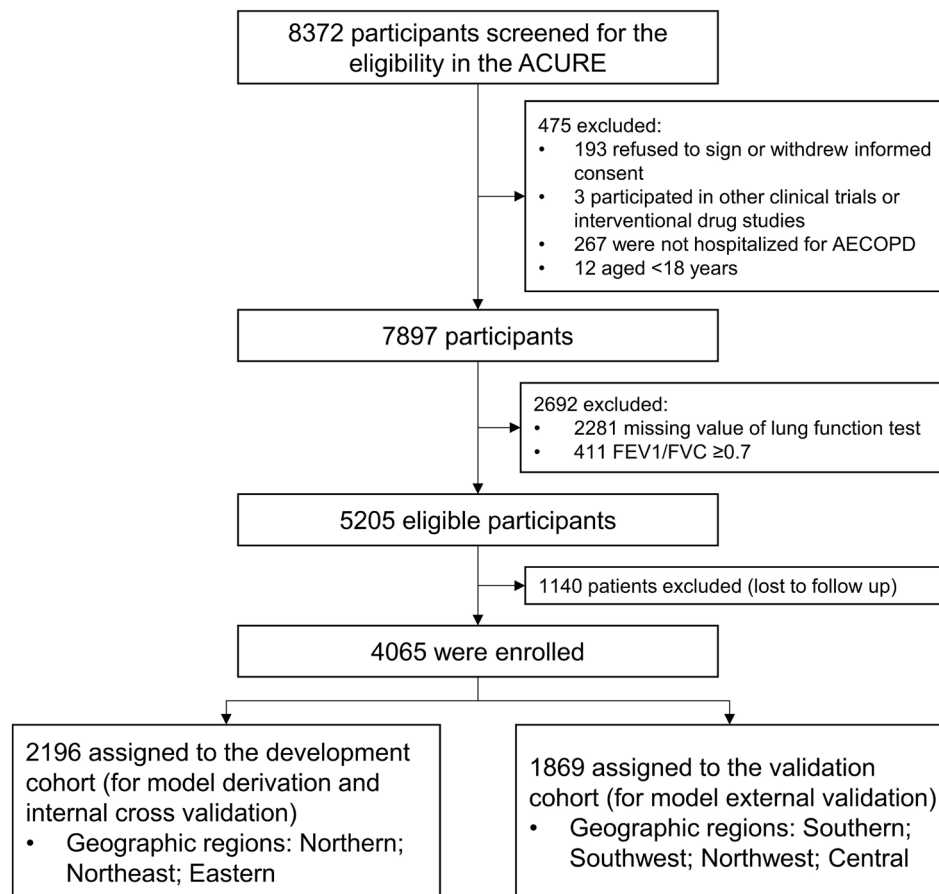 8372 participants screened for the
eligibility in the ACURE
475 excluded:
• 193 refused to sign or withdrew informed
consent
• 3 participated in other clinical trials or
interventional drug studies
• 267 were not hospitalized for AECOPD
• 12 aged <18 years
7897 participants
2692 excluded:
• 2281 missing value of lung function test
• 411 FEV1/FVC ≥0.7
5205 eligible participants
1140 patients excluded (lost to follow up)
4065 were enrolled
2196 assigned to the development
cohort (for model derivation and
internal cross validation)
• Geographic regions: Northern;
Northeast; Eastern
1869 assigned to the validation
cohort (for model external validation)
• Geographic regions: Southern;
Southwest; Northwest; Central